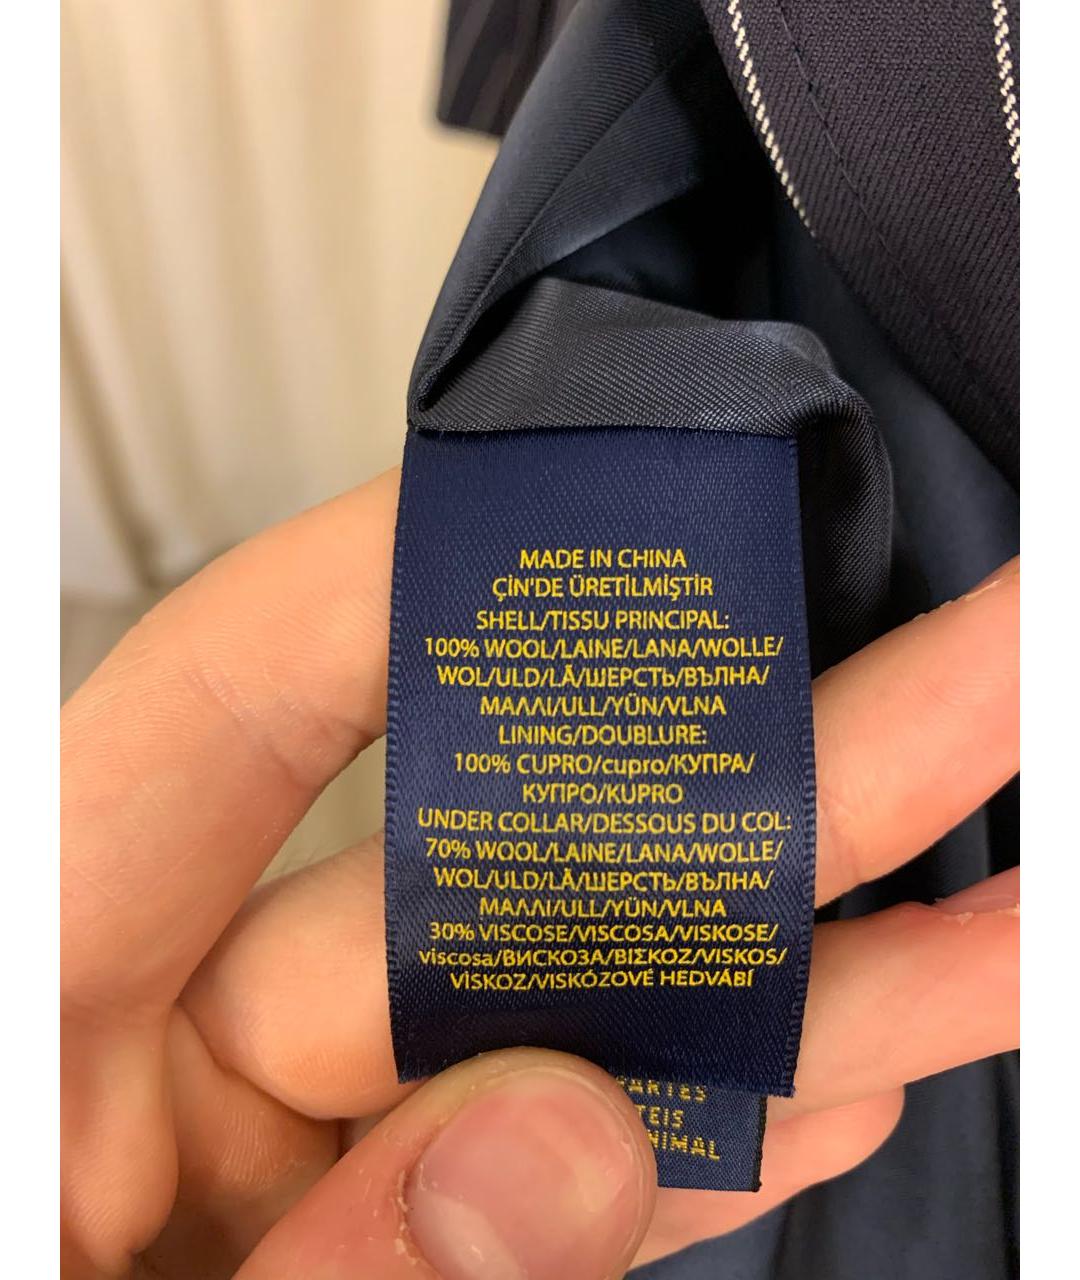 MADE IN CHINA
ÇİN'DE ÜRETİLMİŞTİR
SHELL/TISSU PRINCIPAL:
100% WOOL/LAINE/LANA/WOLLE/
WOL/ULD/LÃ/ШЕРСТЬ/ВЪЛНА/
ΜΑΛΛΙ/ULL/YÜN/VLNA
LINING/DOUBLURE:
100% CUPRO/cupro/КУПРА/
КУПРО/KUPRO
UNDER COLLAR/DESSOUS DU COL:
70% WOOL/LAINE/LANA/WOLLE/
WOL/ULD/LÃ/ШЕРСТЬ/ВЪЛНА/
ΜΑΛΛΙ/ULL/YÜN/VLNA
30% VISCOSE/VISCOSA/VISKOSE/
viscosa/ВИСКОЗА/ΒΙΣΚΟΖ/VISKOS/
VİSKOZ/VISKÓZOVÉ HEDVÁBÍ